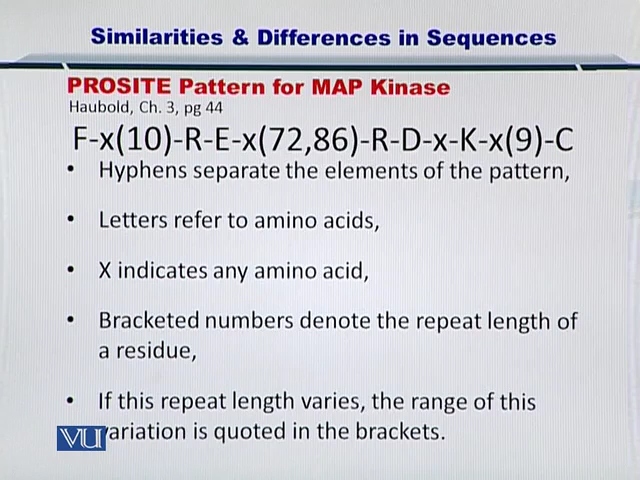 Similarities & Differences in Sequences
PROSITE Pattern for MAP Kinase
Haubold, Ch. 3, pg 44
F-x(10)-R-E-x(72,86)-R-D-x-K-x(9)-C
• Hyphens separate the elements of the pattern,
• Letters refer to amino acids,
• X indicates any amino acid,
• Bracketed numbers denote the repeat length of
a residue,
• If this repeat length varies, the range of this
VU variation is quoted in the brackets.